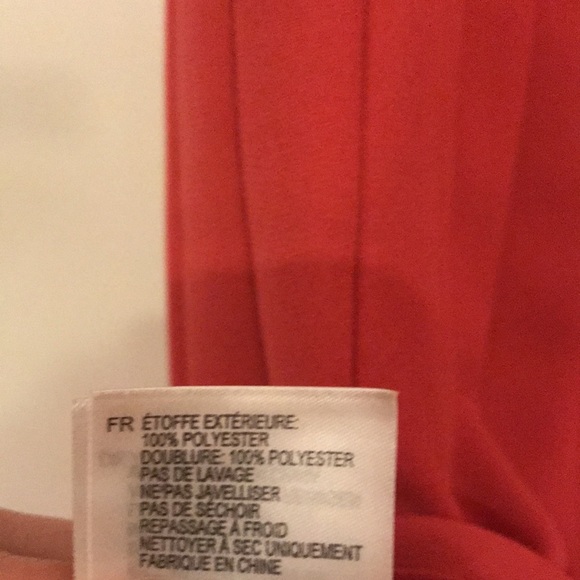 FR ÉTOFFE EXTÉRIEURE:
100% POLYESTER
DOUBLURE: 100% POLYESTER
PAS DE LAVAGE
NE PAS JAVELLISER
PAS DE SÉCHOIR
REPASSAGE À FROID
NETTOYER À SEC UNIQUEMENT
FABRIQUE EN CHINE